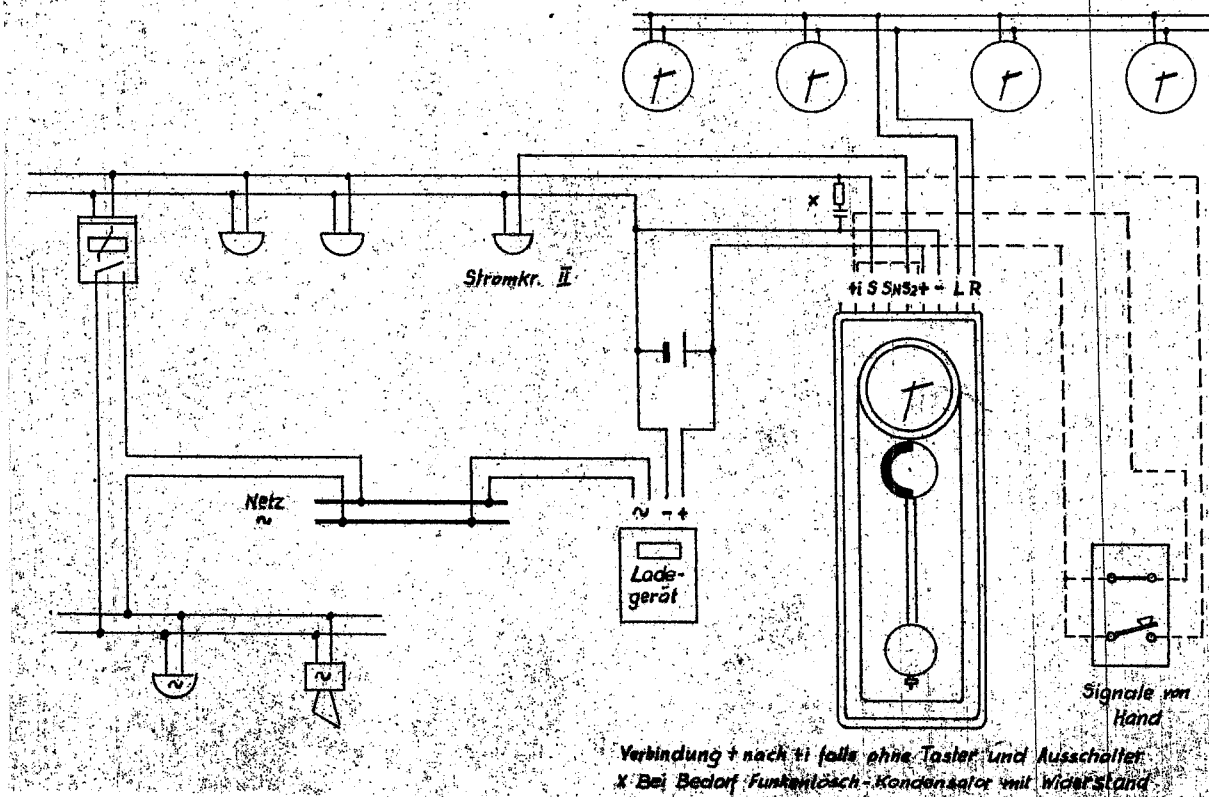 x
Stromkr. II
+i S SN S2 + - L R
Netz
~
~ - +
Lade-
gerät
~
~
Signale von
Hand
Verbindung + nach +i falls ohne Taster und Ausschalter
x Bei Bedarf Funkenlösch-Kondensator mit Widerstand